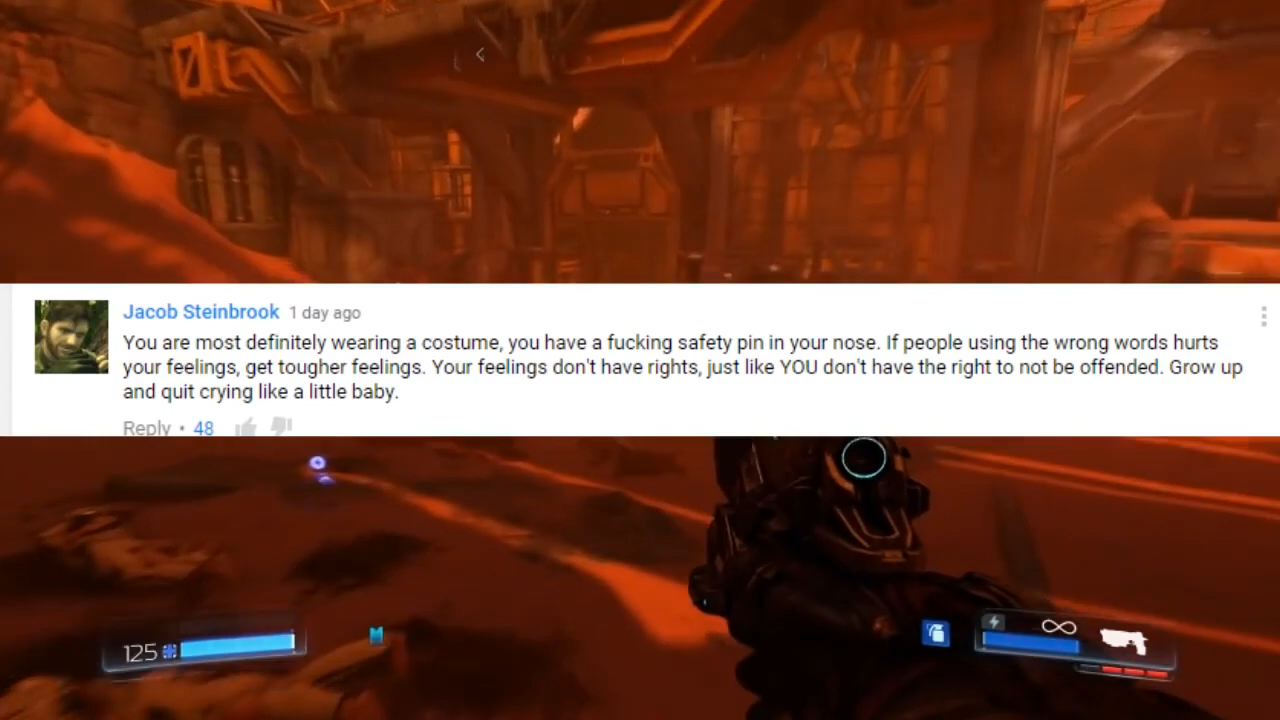 Jacob Steinbrook 1 day ago
You are most definitely wearing a costume, you have a fucking safety pin in your nose. If people using the wrong words hurts
your feelings, get tougher feelings. Your feelings don't have rights, just like YOU don't have the right to not be offended. Grow up
and quit crying like a little baby.
Reply • 48
125
∞